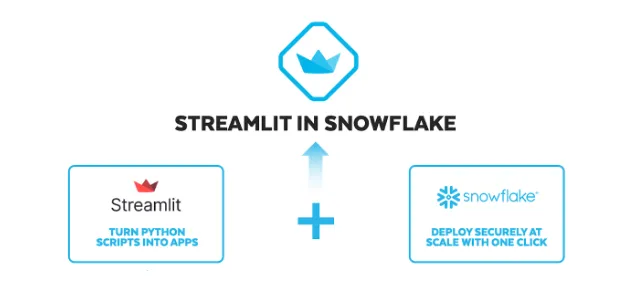 STREAMLIT IN SNOWFLAKE
Streamlit
TURN PYTHON
SCRIPTS INTO APPS
snowflake
DEPLOY SECURELY AT
SCALE WITH ONE CLICK